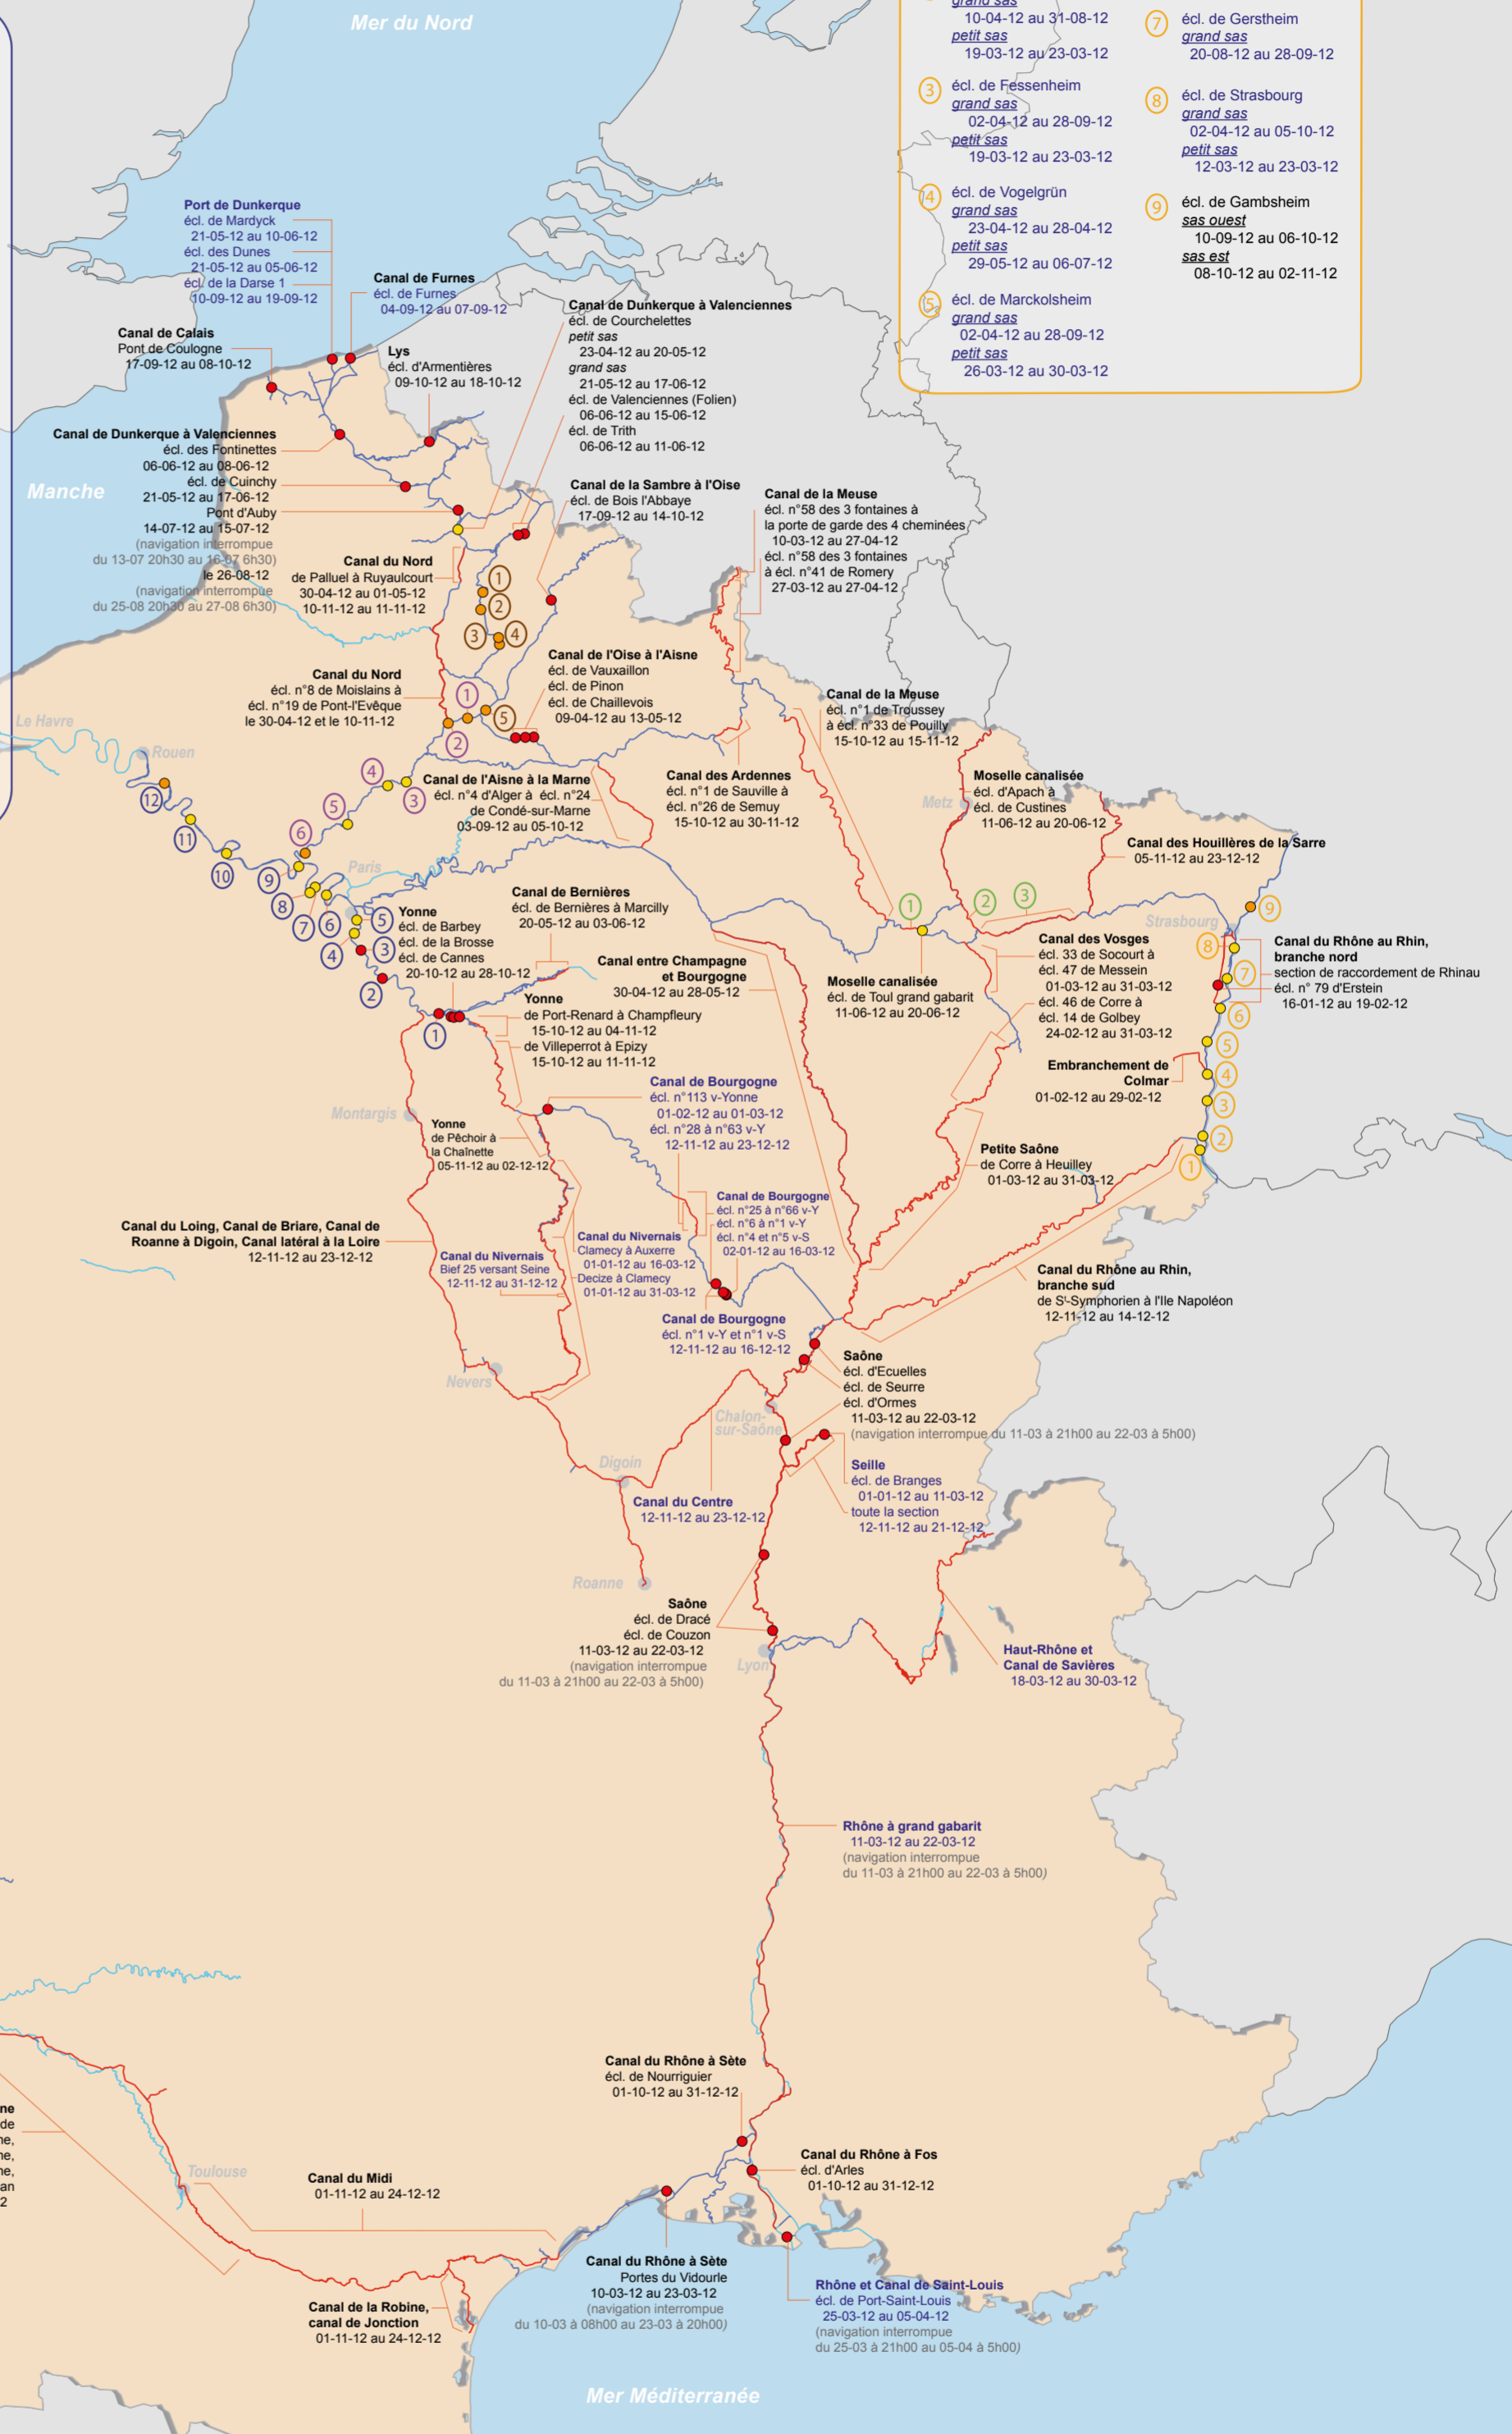 Mer du Nord
grand sas
10-04-12 au 31-08-12
petit sas
19-03-12 au 23-03-12
3
écl. de Fessenheim
grand sas
02-04-12 au 28-09-12
petit sas
19-03-12 au 23-03-12
4
écl. de Vogelgrün
grand sas
23-04-12 au 28-04-12
petit sas
29-05-12 au 06-07-12
5
écl. de Marckolsheim
grand sas
02-04-12 au 28-09-12
petit sas
26-03-12 au 30-03-12
7
écl. de Gerstheim
grand sas
20-08-12 au 28-09-12
8
écl. de Strasbourg
grand sas
02-04-12 au 05-10-12
petit sas
12-03-12 au 23-03-12
9
écl. de Gambsheim
sas ouest
10-09-12 au 06-10-12
sas est
08-10-12 au 02-11-12
Port de Dunkerque
écl. de Mardyck
21-05-12 au 10-06-12
écl. des Dunes
21-05-12 au 05-06-12
écl. de la Darse 1
10-09-12 au 19-09-12
Canal de Furnes
écl. de Furnes
04-09-12 au 07-09-12
Canal de Calais
Pont de Coulogne
17-09-12 au 08-10-12
Lys
écl. d'Armentières
09-10-12 au 18-10-12
Canal de Dunkerque à Valenciennes
écl. de Courchelettes
petit sas
23-04-12 au 20-05-12
grand sas
21-05-12 au 17-06-12
écl. de Valenciennes (Folien)
06-06-12 au 15-06-12
écl. de Trith
06-06-12 au 11-06-12
Canal de Dunkerque à Valenciennes
écl. des Fontinettes
06-06-12 au 08-06-12
écl. de Cuinchy
21-05-12 au 17-06-12
Pont d'Auby
14-07-12 au 15-07-12
(navigation interrompue
du 13-07 20h30 au 16-07 6h30)
le 26-08-12
(navigation interrompue
du 25-08 20h30 au 27-08 6h30)
Manche
Canal de la Sambre à l'Oise
écl. de Bois l'Abbaye
17-09-12 au 14-10-12
Canal de la Meuse
écl. n°58 des 3 fontaines à
la porte de garde des 4 cheminées
10-03-12 au 27-04-12
écl. n°58 des 3 fontaines
à écl. n°41 de Romery
27-03-12 au 27-04-12
Canal du Nord
de Palluel à Ruyaulcourt
30-04-12 au 01-05-12
10-11-12 au 11-11-12
1
2
3
4
Canal du Nord
écl. n°8 de Moislains à
écl. n°19 de Pont-l'Evêque
le 30-04-12 et le 10-11-12
Canal de l'Oise à l'Aisne
écl. de Vauxaillon
écl. de Pinon
écl. de Chaillevois
09-04-12 au 13-05-12
1
5
2
Canal de la Meuse
écl. n°1 de Troussey
à écl. n°33 de Pouilly
15-10-12 au 15-11-12
Le Havre
Rouen
12
11
10
9
8
7
6
5
4
3
2
1
4
3
5
6
Paris
Canal de l'Aisne à la Marne
écl. n°4 d'Alger à écl. n°24
de Condé-sur-Marne
03-09-12 au 05-10-12
Canal des Ardennes
écl. n°1 de Sauville à
écl. n°26 de Semuy
15-10-12 au 30-11-12
Moselle canalisée
écl. d'Apach à
écl. de Custines
11-06-12 au 20-06-12
Metz
Canal des Houillères de la Sarre
05-11-12 au 23-12-12
Canal de Bernières
écl. de Bernières à Marcilly
20-05-12 au 03-06-12
Yonne
écl. de Barbey
écl. de la Brosse
écl. de Cannes
20-10-12 au 28-10-12
Canal entre Champagne
et Bourgogne
30-04-12 au 28-05-12
Yonne
de Port-Renard à Champfleury
15-10-12 au 04-11-12
de Villeperrot à Epizy
15-10-12 au 11-11-12
1
2
3
Moselle canalisée
écl. de Toul grand gabarit
11-06-12 au 20-06-12
Canal des Vosges
écl. 33 de Socourt à
écl. 47 de Messein
01-03-12 au 31-03-12
écl. 46 de Corre à
écl. 14 de Golbey
24-02-12 au 31-03-12
Strasbourg
9
8
7
6
5
4
3
2
1
Canal du Rhône au Rhin,
branche nord
section de raccordement de Rhinau
écl. n° 79 d'Erstein
16-01-12 au 19-02-12
Embranchement de
Colmar
01-02-12 au 29-02-12
Montargis
Canal de Bourgogne
écl. n°113 v-Yonne
01-02-12 au 01-03-12
écl. n°28 à n°63 v-Y
12-11-12 au 23-12-12
Yonne
de Pêchoir à
la Chaînette
05-11-12 au 02-12-12
Petite Saône
de Corre à Heuilley
01-03-12 au 31-03-12
Canal de Bourgogne
écl. n°25 à n°66 v-Y
écl. n°6 à n°1 v-Y
écl. n°4 et n°5 v-S
02-01-12 au 16-03-12
Canal du Loing, Canal de Briare, Canal de
Roanne à Digoin, Canal latéral à la Loire
12-11-12 au 23-12-12
Canal du Nivernais
Bief 25 versant Seine
12-11-12 au 31-12-12
Canal du Nivernais
Clamecy à Auxerre
01-01-12 au 16-03-12
Decize à Clamecy
01-01-12 au 31-03-12
Canal de Bourgogne
écl. n°1 v-Y et n°1 v-S
12-11-12 au 16-12-12
Canal du Rhône au Rhin,
branche sud
de St-Symphorien à l'Ile Napoléon
12-11-12 au 14-12-12
Nevers
Saône
écl. d'Ecuelles
écl. de Seurre
écl. d'Ormes
11-03-12 au 22-03-12
(navigation interrompue du 11-03 à 21h00 au 22-03 à 5h00)
Chalon-
sur-Saône
Seille
écl. de Branges
01-01-12 au 11-03-12
toute la section
12-11-12 au 21-12-12
Digoin
Canal du Centre
12-11-12 au 23-12-12
Roanne
Saône
écl. de Dracé
écl. de Couzon
11-03-12 au 22-03-12
(navigation interrompue
du 11-03 à 21h00 au 22-03 à 5h00)
Lyon
Haut-Rhône et
Canal de Savières
18-03-12 au 30-03-12
Rhône à grand gabarit
11-03-12 au 22-03-12
(navigation interrompue
du 11-03 à 21h00 au 22-03 à 5h00)
Canal du Rhône à Sète
écl. de Nourriguier
01-10-12 au 31-12-12
ne
de
ne,
ne,
ne,
an
2
Toulouse
Canal du Midi
01-11-12 au 24-12-12
Canal du Rhône à Fos
écl. d'Arles
01-10-12 au 31-12-12
Canal du Rhône à Sète
Portes du Vidourle
10-03-12 au 23-03-12
(navigation interrompue
du 10-03 à 08h00 au 23-03 à 20h00)
Rhône et Canal de Saint-Louis
écl. de Port-Saint-Louis
25-03-12 au 05-04-12
(navigation interrompue
du 25-03 à 21h00 au 05-04 à 5h00)
Canal de la Robine,
canal de Jonction
01-11-12 au 24-12-12
Mer Méditerranée